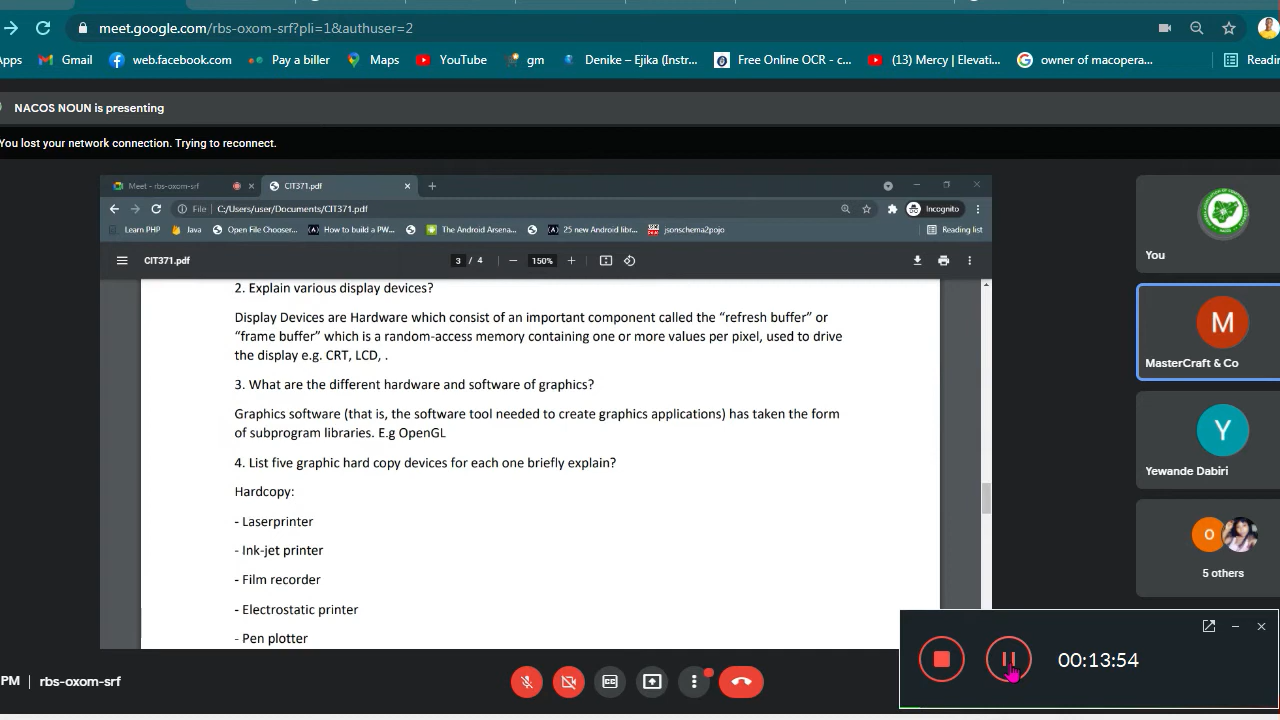 meet.google.com/rbs-oxom-srf?pli=1&authuser=2
Apps Gmail web.facebook.com Pay a biller Maps YouTube gm Denike – Ejika (Instr... Free Online OCR - c... (13) Mercy | Elevati... owner of macopera... Readin
NACOS NOUN is presenting
You lost your network connection. Trying to reconnect.
Meet - rbs-oxom-srf CIT371.pdf
File C:/Users/user/Documents/CIT371.pdf Incognito
Learn PHP Java Open File Chooser... How to build a PW... The Android Arsena... 25 new Android libr... jsonschema2pojo Reading list
CIT371.pdf 3 / 4 150%
2. Explain various display devices?
Display Devices are Hardware which consist of an important component called the “refresh buffer” or
“frame buffer” which is a random-access memory containing one or more values per pixel, used to drive
the display e.g. CRT, LCD, .
3. What are the different hardware and software of graphics?
Graphics software (that is, the software tool needed to create graphics applications) has taken the form
of subprogram libraries. E.g OpenGL
4. List five graphic hard copy devices for each one briefly explain?
Hardcopy:
- Laserprinter
- Ink-jet printer
- Film recorder
- Electrostatic printer
- Pen plotter
You
M
MasterCraft & Co
Y
Yewande Dabiri
O
5 others
00:13:54
PM | rbs-oxom-srf